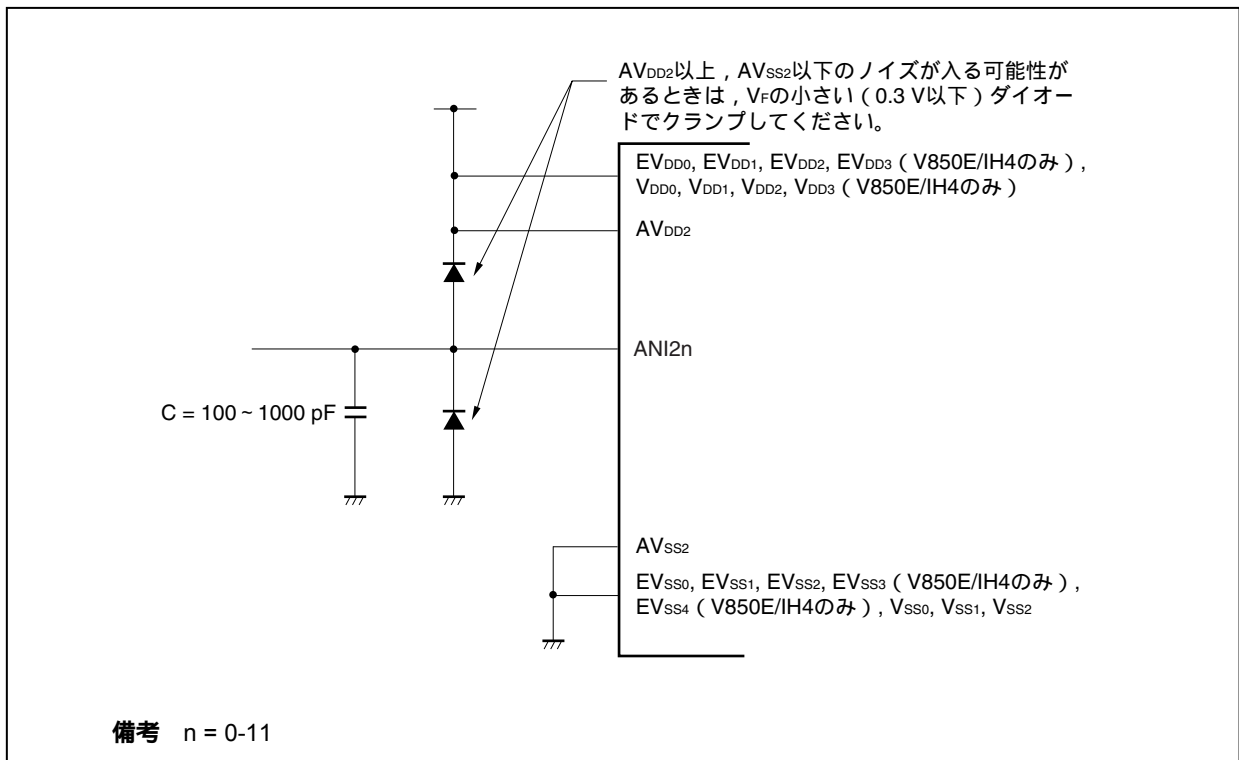 AVDD2以上，AVSS2以下のノイズが入る可能性が
あるときは，VFの小さい（0.3 V以下）ダイオー
ドでクランプしてください。
EVDD0, EVDD1, EVDD2, EVDD3（V850E/IH4のみ）,
VDD0, VDD1, VDD2, VDD3（V850E/IH4のみ）
AVDD2
ANI2n
C = 100 ~ 1000 pF
AVSS2
EVSS0, EVSS1, EVSS2, EVSS3（V850E/IH4のみ）,
EVSS4（V850E/IH4のみ）, VSS0, VSS1, VSS2
備考 n = 0-11